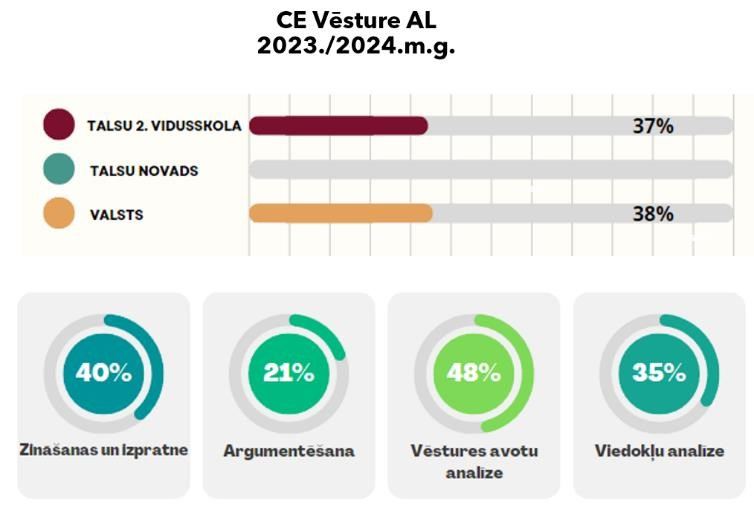 CE Vēsture AL
2023./2024.m.g.
TALSU 2. VIDUSSKOLA 37%
TALSU NOVADS
VALSTS 38%
40%
Zināšanas un izpratne
21%
Argumentēšana
48%
Vēstures avotu
analīze
35%
Viedokļu analīze